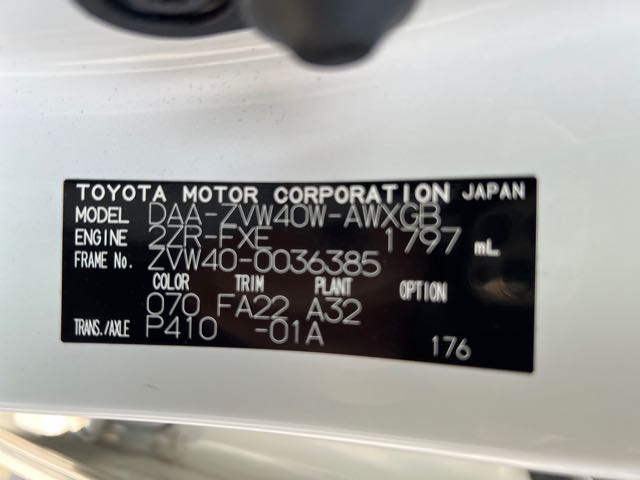 TOYOTA MOTOR CORPORATION JAPAN
MODEL DAA-ZVW40W-AWXGB
ENGINE 2ZR-FXE 1797 mL
FRAME No. ZVW40-0036385
COLOR TRIM PLANT OPTION
070 FA22 A32
TRANS./AXLE P410 -01A
176